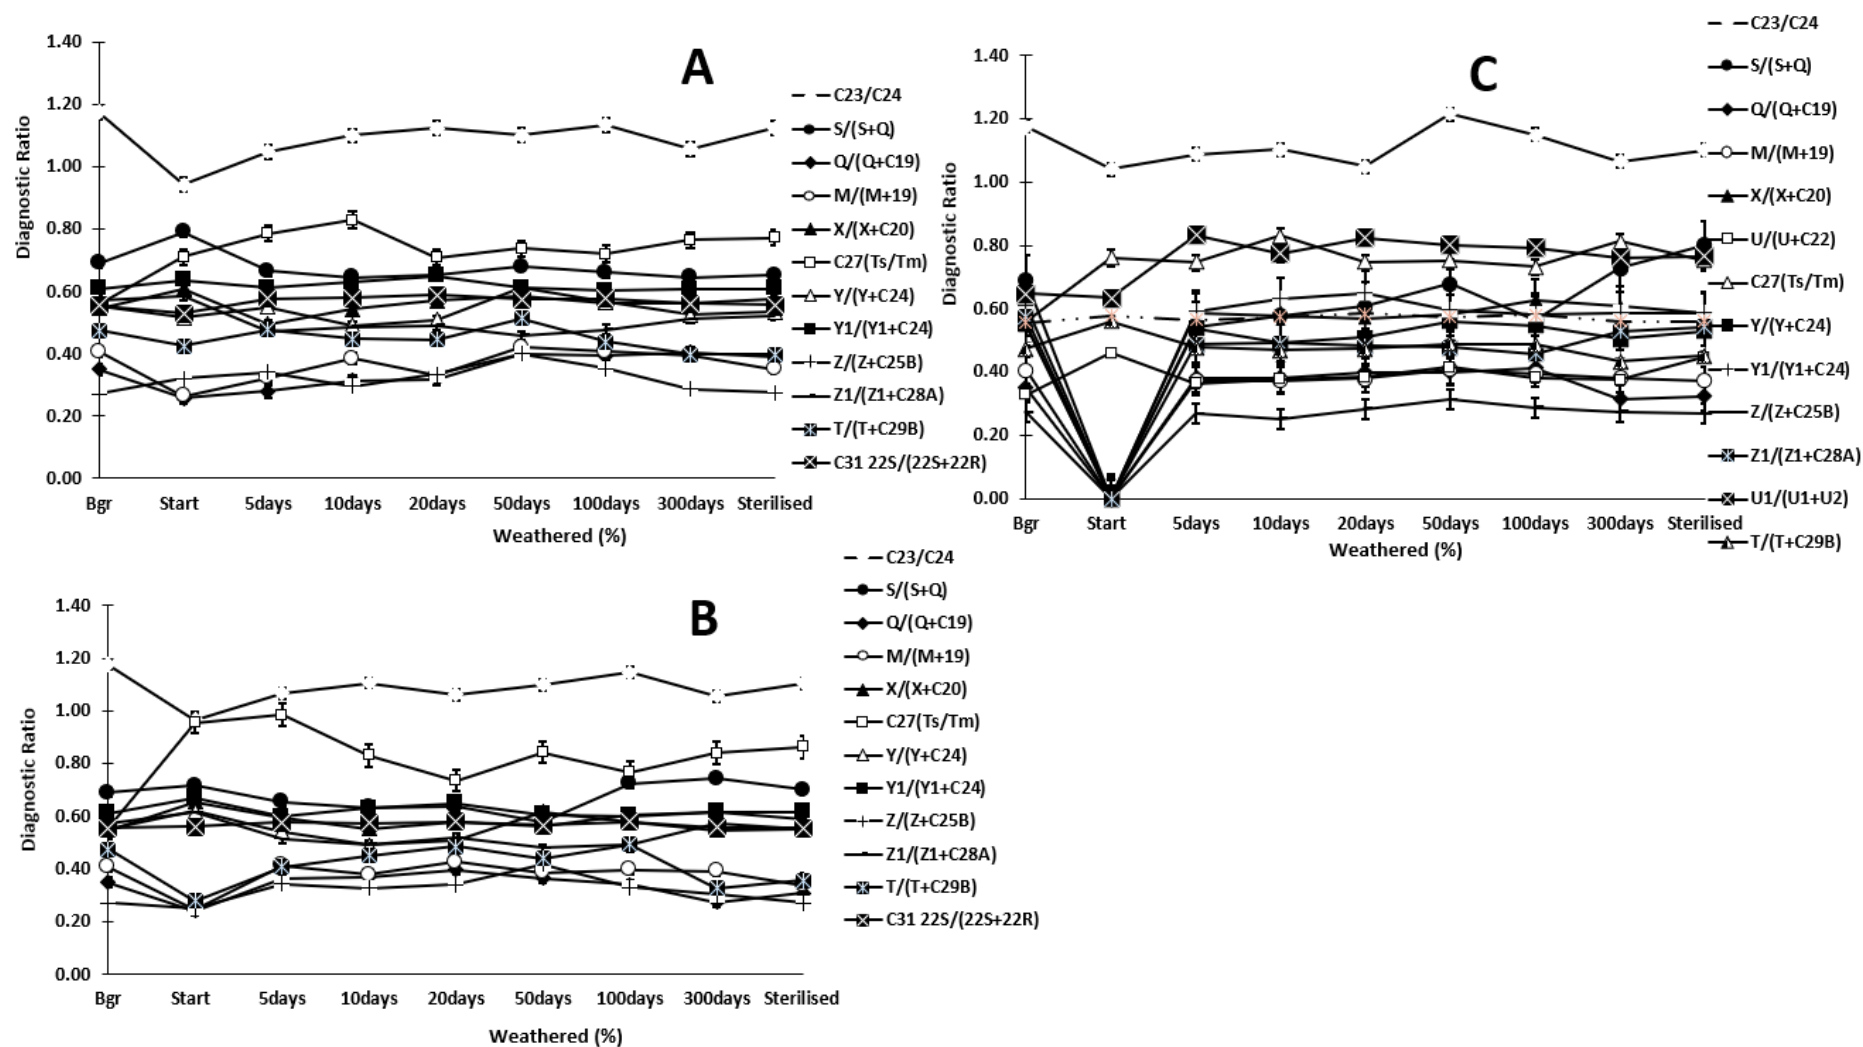 A
Diagnostic Ratio
1.40
1.20
1.00
0.80
0.60
0.40
0.20
0.00
Bgr Start 5days 10days 20days 50days 100days 300days Sterilised
Weathered (%)
C23/C24
S/(S+Q)
Q/(Q+C19)
M/(M+19)
X/(X+C20)
C27(Ts/Tm)
Y/(Y+C24)
Y1/(Y1+C24)
Z/(Z+C25B)
Z1/(Z1+C28A)
T/(T+C29B)
C31 22S/(22S+22R)
C
Diagnostic Ratio
1.40
1.20
1.00
0.80
0.60
0.40
0.20
0.00
Bgr Start 5days 10days 20days 50days 100days 300days Sterilised
Weathered (%)
C23/C24
S/(S+Q)
Q/(Q+C19)
M/(M+19)
X/(X+C20)
U/(U+C22)
C27(Ts/Tm)
Y/(Y+C24)
Y1/(Y1+C24)
Z/(Z+C25B)
Z1/(Z1+C28A)
U1/(U1+U2)
T/(T+C29B)
B
Diagnostic Ratio
1.40
1.20
1.00
0.80
0.60
0.40
0.20
0.00
Bgr Start 5days 10days 20days 50days 100days 300days Sterilised
Weathered (%)
C23/C24
S/(S+Q)
Q/(Q+C19)
M/(M+19)
X/(X+C20)
C27(Ts/Tm)
Y/(Y+C24)
Y1/(Y1+C24)
Z/(Z+C25B)
Z1/(Z1+C28A)
T/(T+C29B)
C31 22S/(22S+22R)